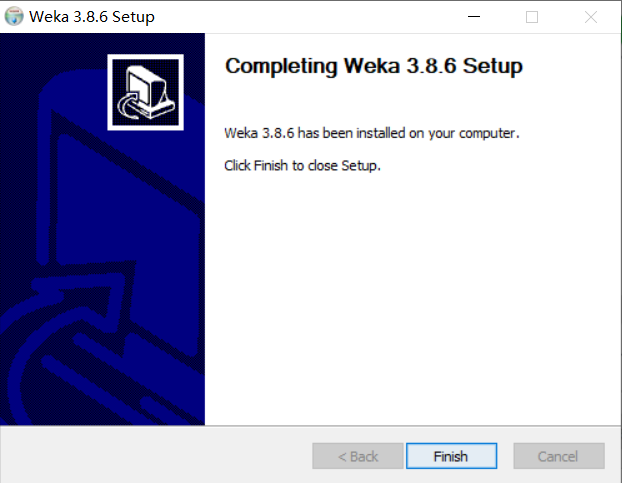 Weka 3.8.6 Setup
Completing Weka 3.8.6 Setup
Weka 3.8.6 has been installed on your computer.
Click Finish to close Setup.
< Back
Finish
Cancel